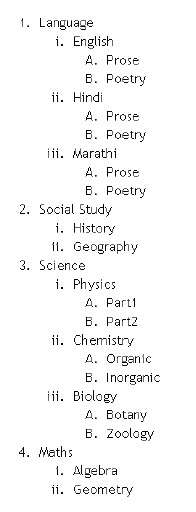 1. Language
i. English
A. Prose
B. Poetry
ii. Hindi
A. Prose
B. Poetry
iii. Marathi
A. Prose
B. Poetry
2. Social Study
i. History
ii. Geography
3. Science
i. Physics
A. Part1
B. Part2
ii. Chemistry
A. Organic
B. Inorganic
iii. Biology
A. Botany
B. Zoology
4. Maths
i. Algebra
ii. Geometry